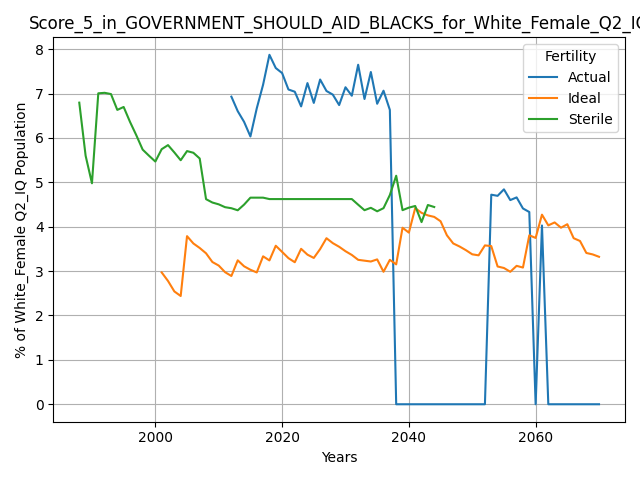 Score_5_in_GOVERNMENT_SHOULD_AID_BLACKS_for_White_Female_Q2_IQ
Fertility
Actual
Ideal
Sterile
% of White_Female Q2_IQ Population
8
7
6
5
4
3
2
1
0
2000
2020
2040
2060
Years